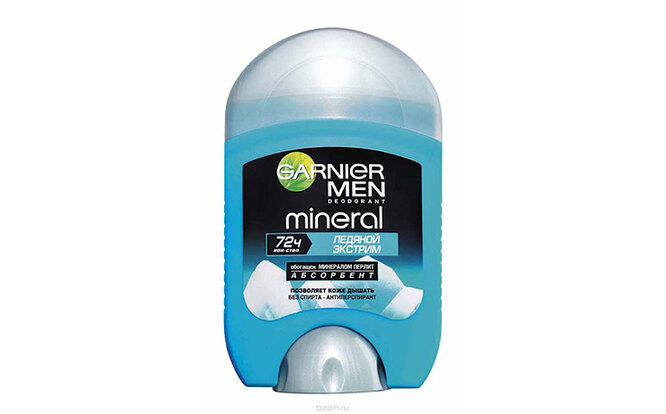 GARNIER
MEN
DEODORANT
mineral
72ч
нон-стоп
ЛЕДЯНОЙ
ЭКСТРИМ
обогащен МИНЕРАЛОМ ПЕРЛИТ
АБСОРБЕНТ
ПОЗВОЛЯЕТ КОЖЕ ДЫШАТЬ
БЕЗ СПИРТА - АНТИПЕРСПИРАНТ
ozon.ru